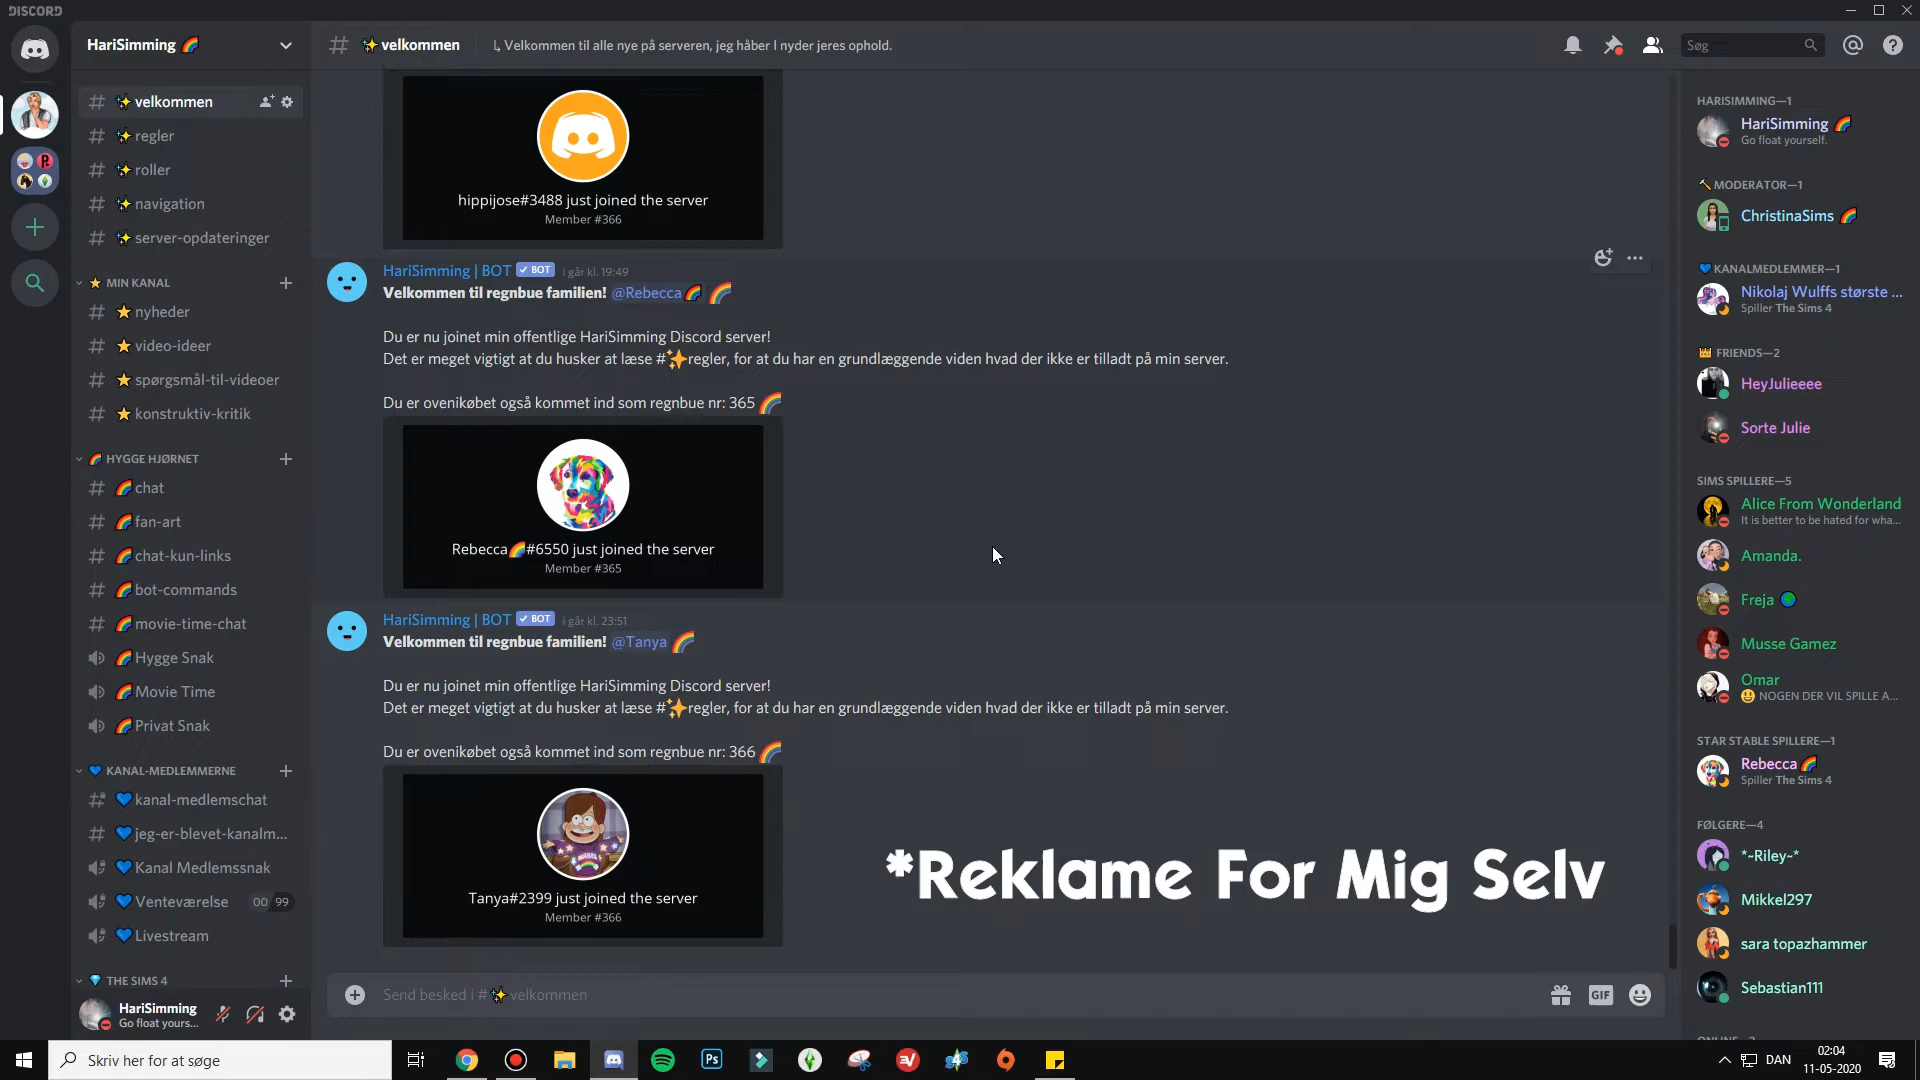 DISCORD
HariSimming 🌈
velkommen
↳ Velkommen til alle nye på serveren, jeg håber I nyder jeres ophold.
Søg
velkommen
regler
roller
navigation
server-opdateringer
MIN KANAL
nyheder
video-ideer
spørgsmål-til-videoer
konstruktiv-kritik
HYGGE HJØRNET
chat
fan-art
chat-kun-links
bot-commands
movie-time-chat
Hygge Snak
Movie Time
Privat Snak
KANAL-MEDLEMMERNE
kanal-medlemschat
jeg-er-blevet-kanalm...
Kanal Medlemssnak
Venteværelse 00 99
Livestream
THE SIMS 4
HariSimming
Go float yours...
hippijose#3488 just joined the server
Member #366
HariSimming | BOT ✓ BOT i går kl. 19:49
Velkommen til regnbue familien! @Rebecca🌈 🌈
Du er nu joinet min offentlige HariSimming Discord server!
Det er meget vigtigt at du husker at læse #✨regler, for at du har en grundlæggende viden hvad der ikke er tilladt på min server.
Du er ovenikøbet også kommet ind som regnbue nr: 365 🌈
Rebecca🌈#6550 just joined the server
Member #365
HariSimming | BOT ✓ BOT i går kl. 23:51
Velkommen til regnbue familien! @Tanya 🌈
Du er nu joinet min offentlige HariSimming Discord server!
Det er meget vigtigt at du husker at læse #✨regler, for at du har en grundlæggende viden hvad der ikke er tilladt på min server.
Du er ovenikøbet også kommet ind som regnbue nr: 366 🌈
Tanya#2399 just joined the server
Member #366
*Reklame For Mig Selv
Send besked i #✨velkommen
GIF
HARISIMMING—1
HariSimming 🌈
Go float yourself.
MODERATOR—1
ChristinaSims 🌈
KANALMEDLEMMER—1
Nikolaj Wulffs største ...
Spiller The Sims 4
FRIENDS—2
HeyJulieeee
Sorte Julie
SIMS SPILLERE—5
Alice From Wonderland
It is better to be hated for wha...
Amanda.
Freja
Musse Gamez
Omar
😃 NOGEN DER VIL SPILLE A...
STAR STABLE SPILLERE—1
Rebecca🌈
Spiller The Sims 4
FØLGERE—4
*~Riley~*
Mikkel297
sara topazhammer
Sebastian111
Skriv her for at søge
Ps
DAN
02:04
11-05-2020